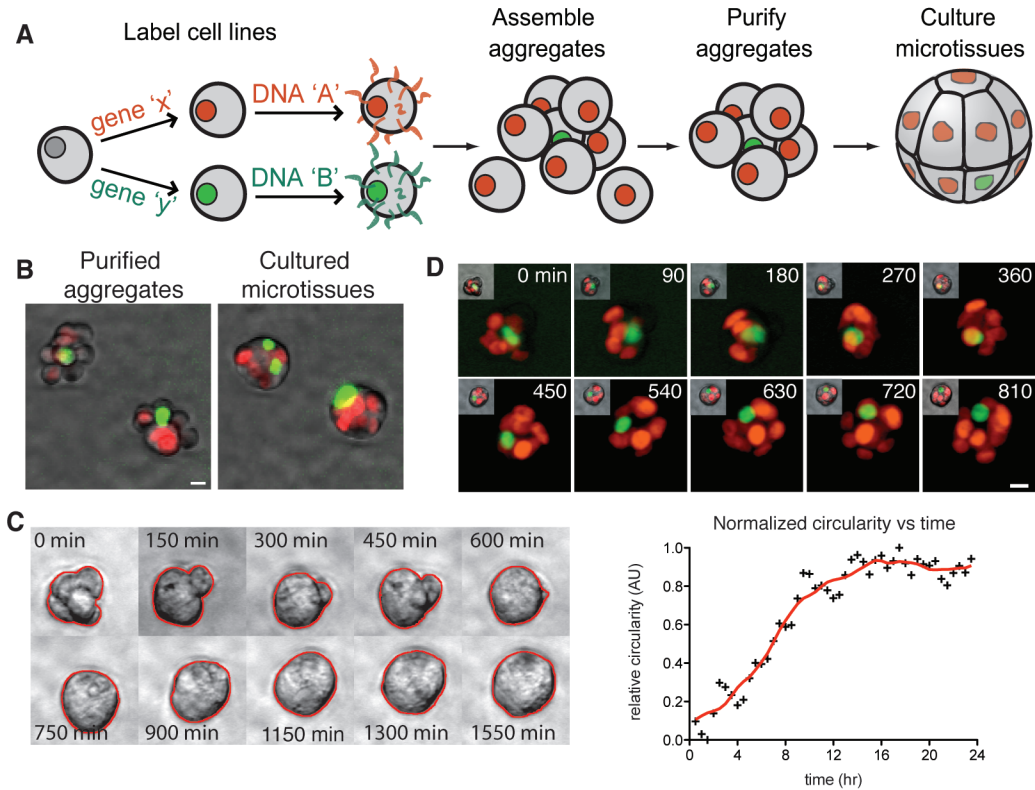 A
Label cell lines
gene ‘x’
gene ‘y’
DNA ‘A’
DNA ‘B’
Assemble
aggregates
Purify
aggregates
Culture
microtissues
B
Purified
aggregates
Cultured
microtissues
D
0 min
90
180
270
360
450
540
630
720
810
C
0 min
150 min
300 min
450 min
600 min
750 min
900 min
1150 min
1300 min
1550 min
Normalized circularity vs time
relative circularity (AU)
1.0
0.8
0.6
0.4
0.2
0.0
0
4
8
12
16
20
24
time (hr)